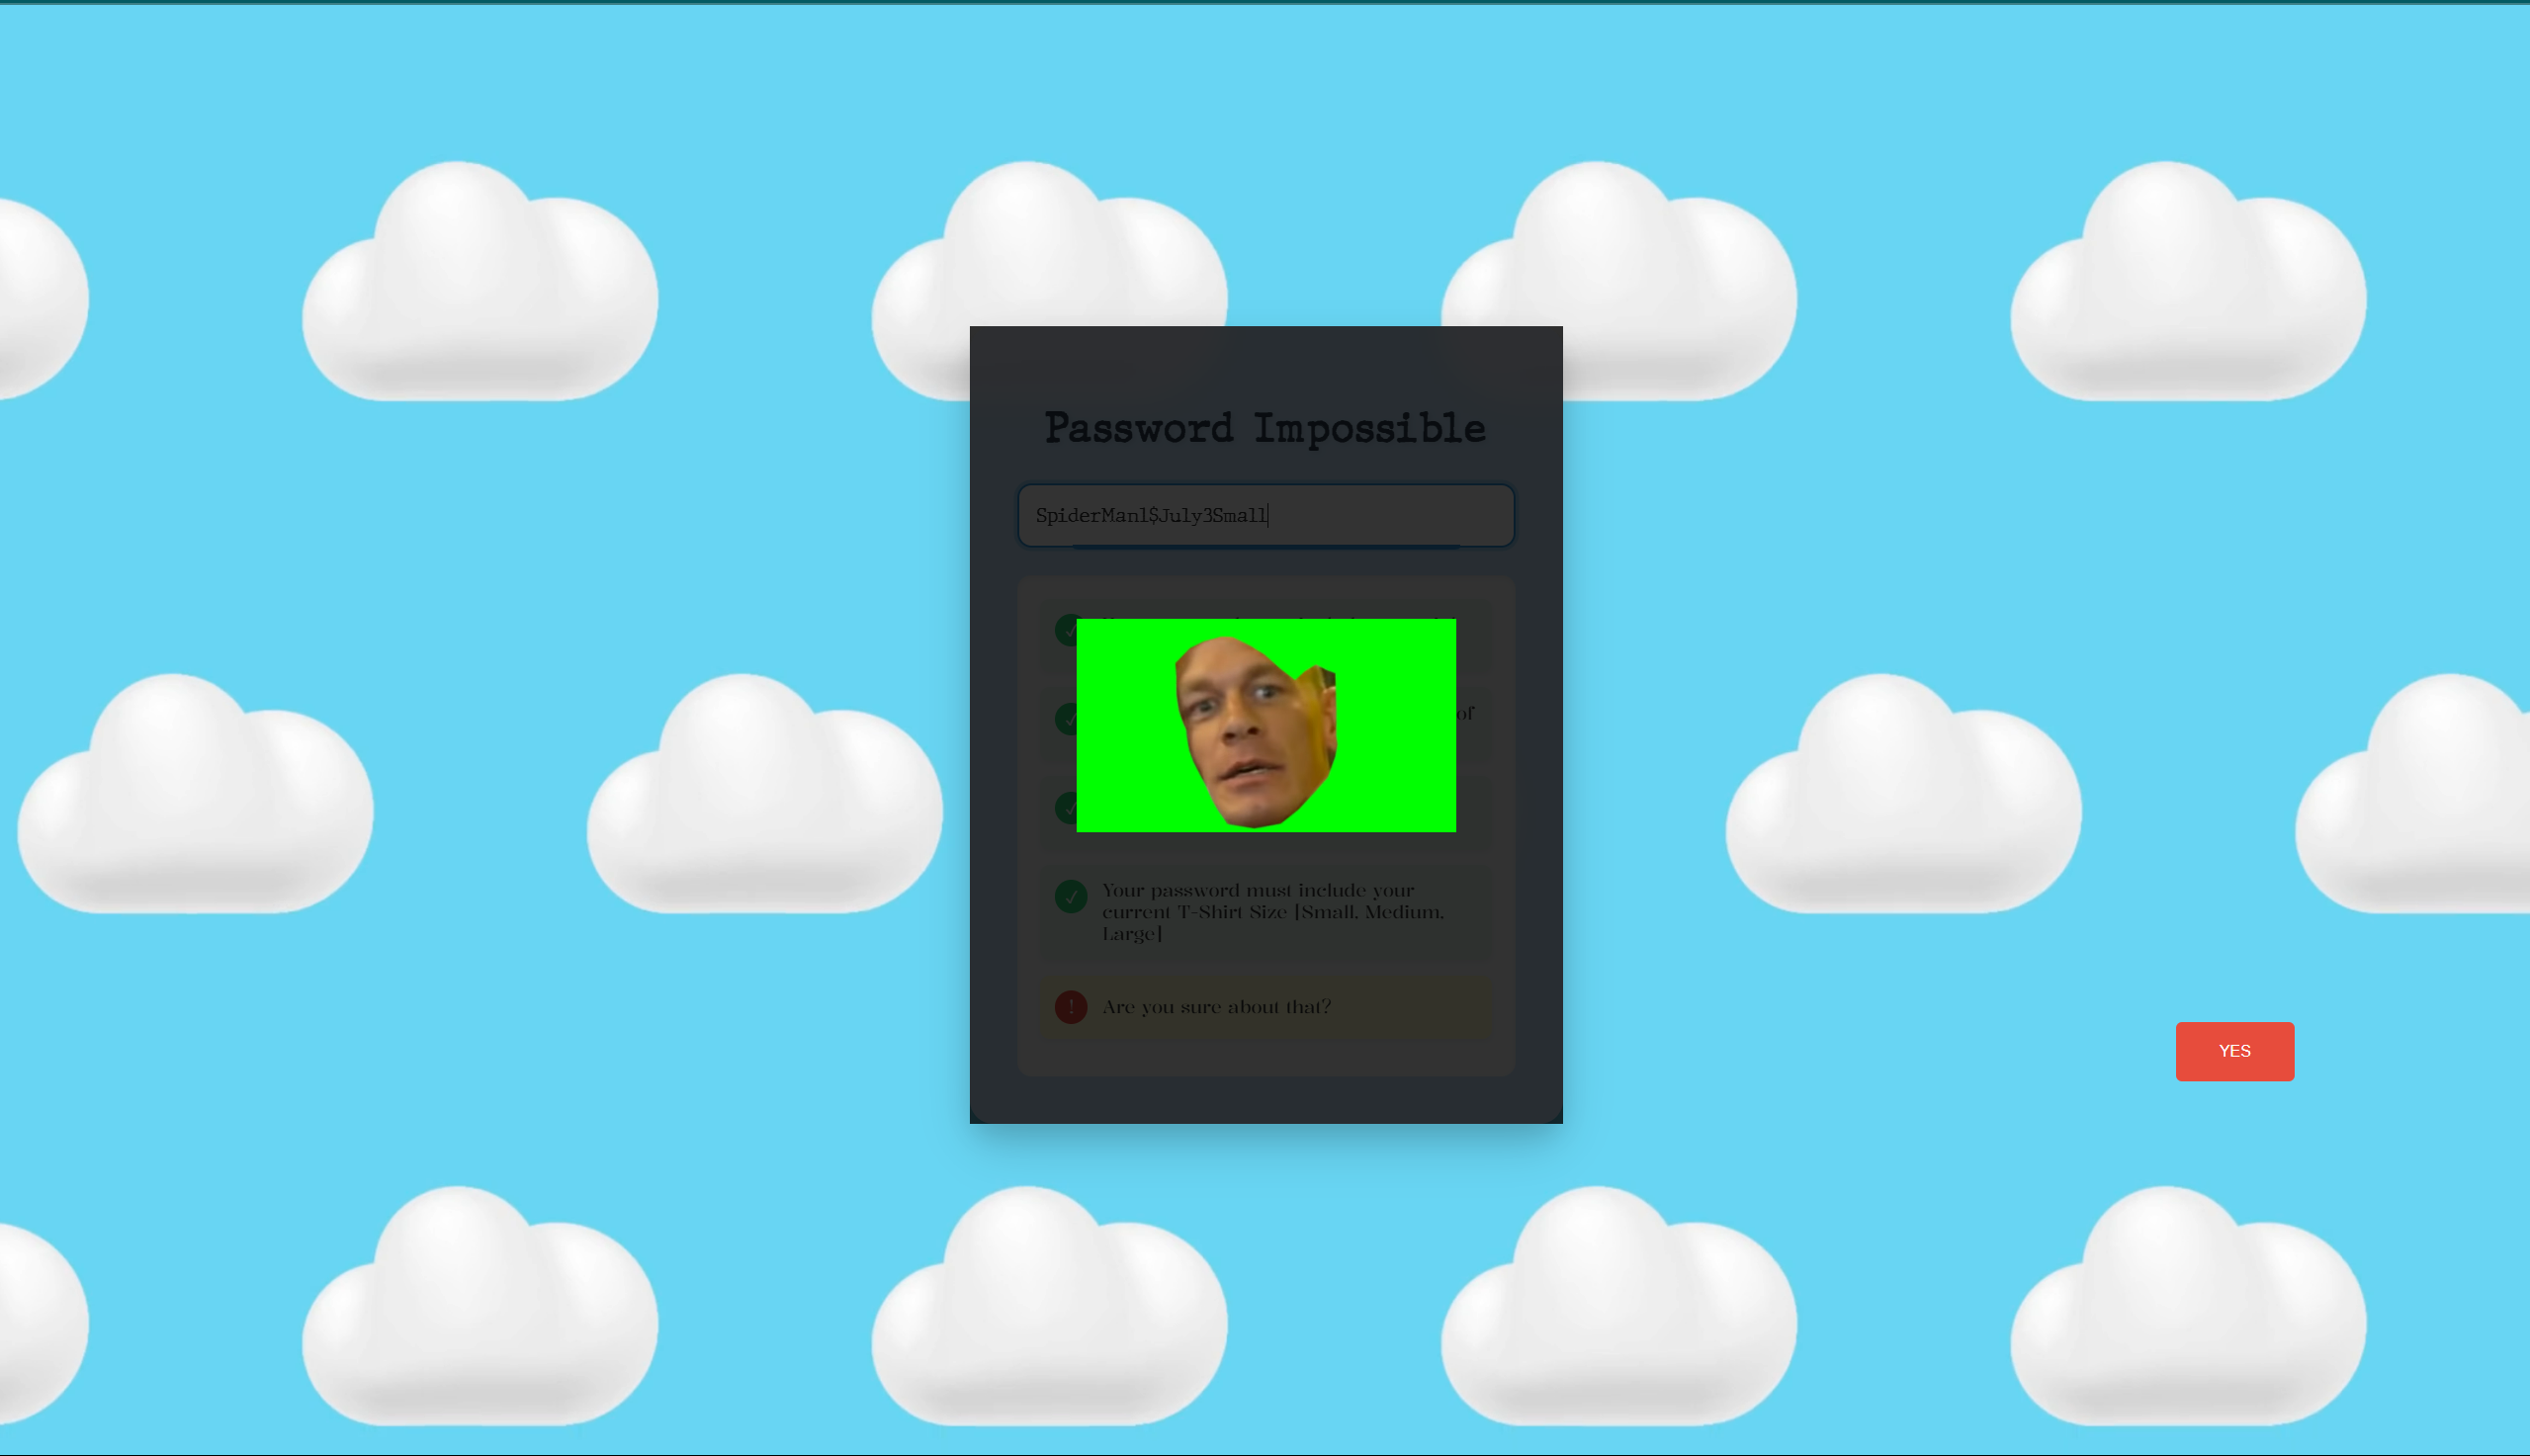 Password Impossible
SpiderMan1$July3Small
of
Your password must include your
current T-Shirt Size [Small, Medium,
Large]
Are you sure about that?
YES